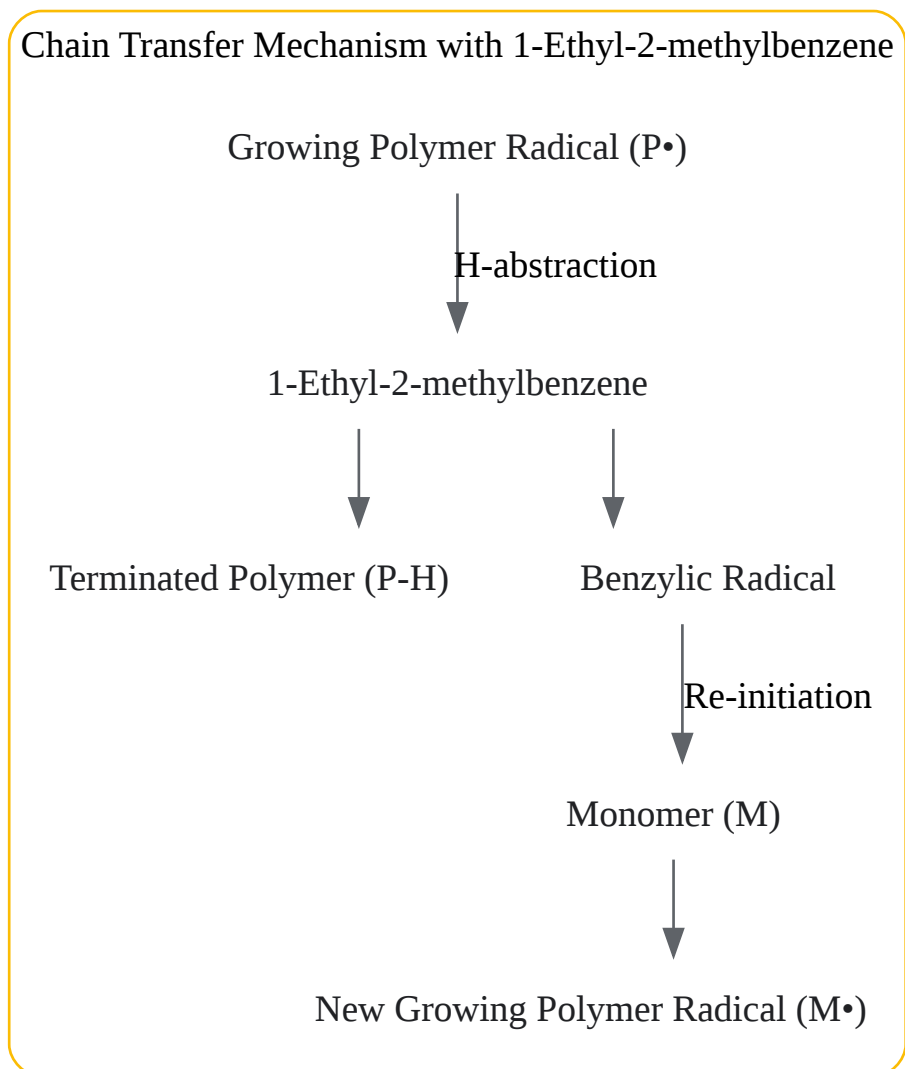 Chain Transfer Mechanism with 1-Ethyl-2-methylbenzene
Growing Polymer Radical (P•)
H-abstraction
1-Ethyl-2-methylbenzene
Terminated Polymer (P-H)
Benzylic Radical
Re-initiation
Monomer (M)
New Growing Polymer Radical (M•)